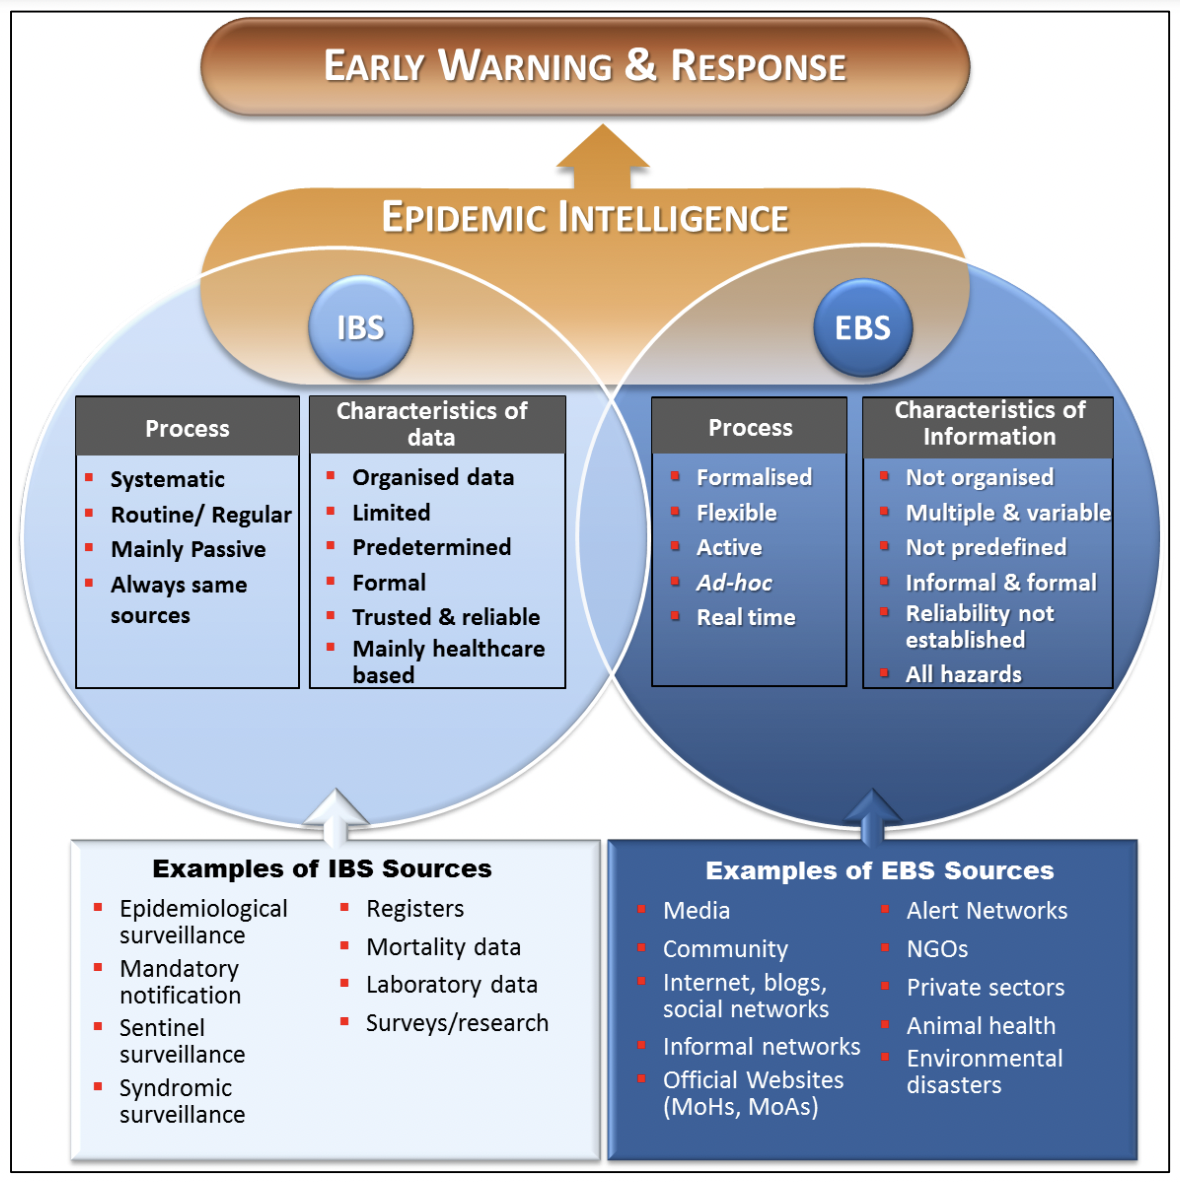 EARLY WARNING & RESPONSE
EPIDEMIC INTELLIGENCE
IBS
EBS
Process
Systematic
Routine/ Regular
Mainly Passive
Always same
sources
Characteristics of
data
Organised data
Limited
Predetermined
Formal
Trusted & reliable
Mainly healthcare
based
Process
Formalised
Flexible
Active
Ad-hoc
Real time
Characteristics of
Information
Not organised
Multiple & variable
Not predefined
Informal & formal
Reliability not
established
All hazards
Examples of IBS Sources
Epidemiological
surveillance
Mandatory
notification
Sentinel
surveillance
Syndromic
surveillance
Registers
Mortality data
Laboratory data
Surveys/research
Examples of EBS Sources
Media
Community
Internet, blogs,
social networks
Informal networks
Official Websites
(MoHs, MoAs)
Alert Networks
NGOs
Private sectors
Animal health
Environmental
disasters